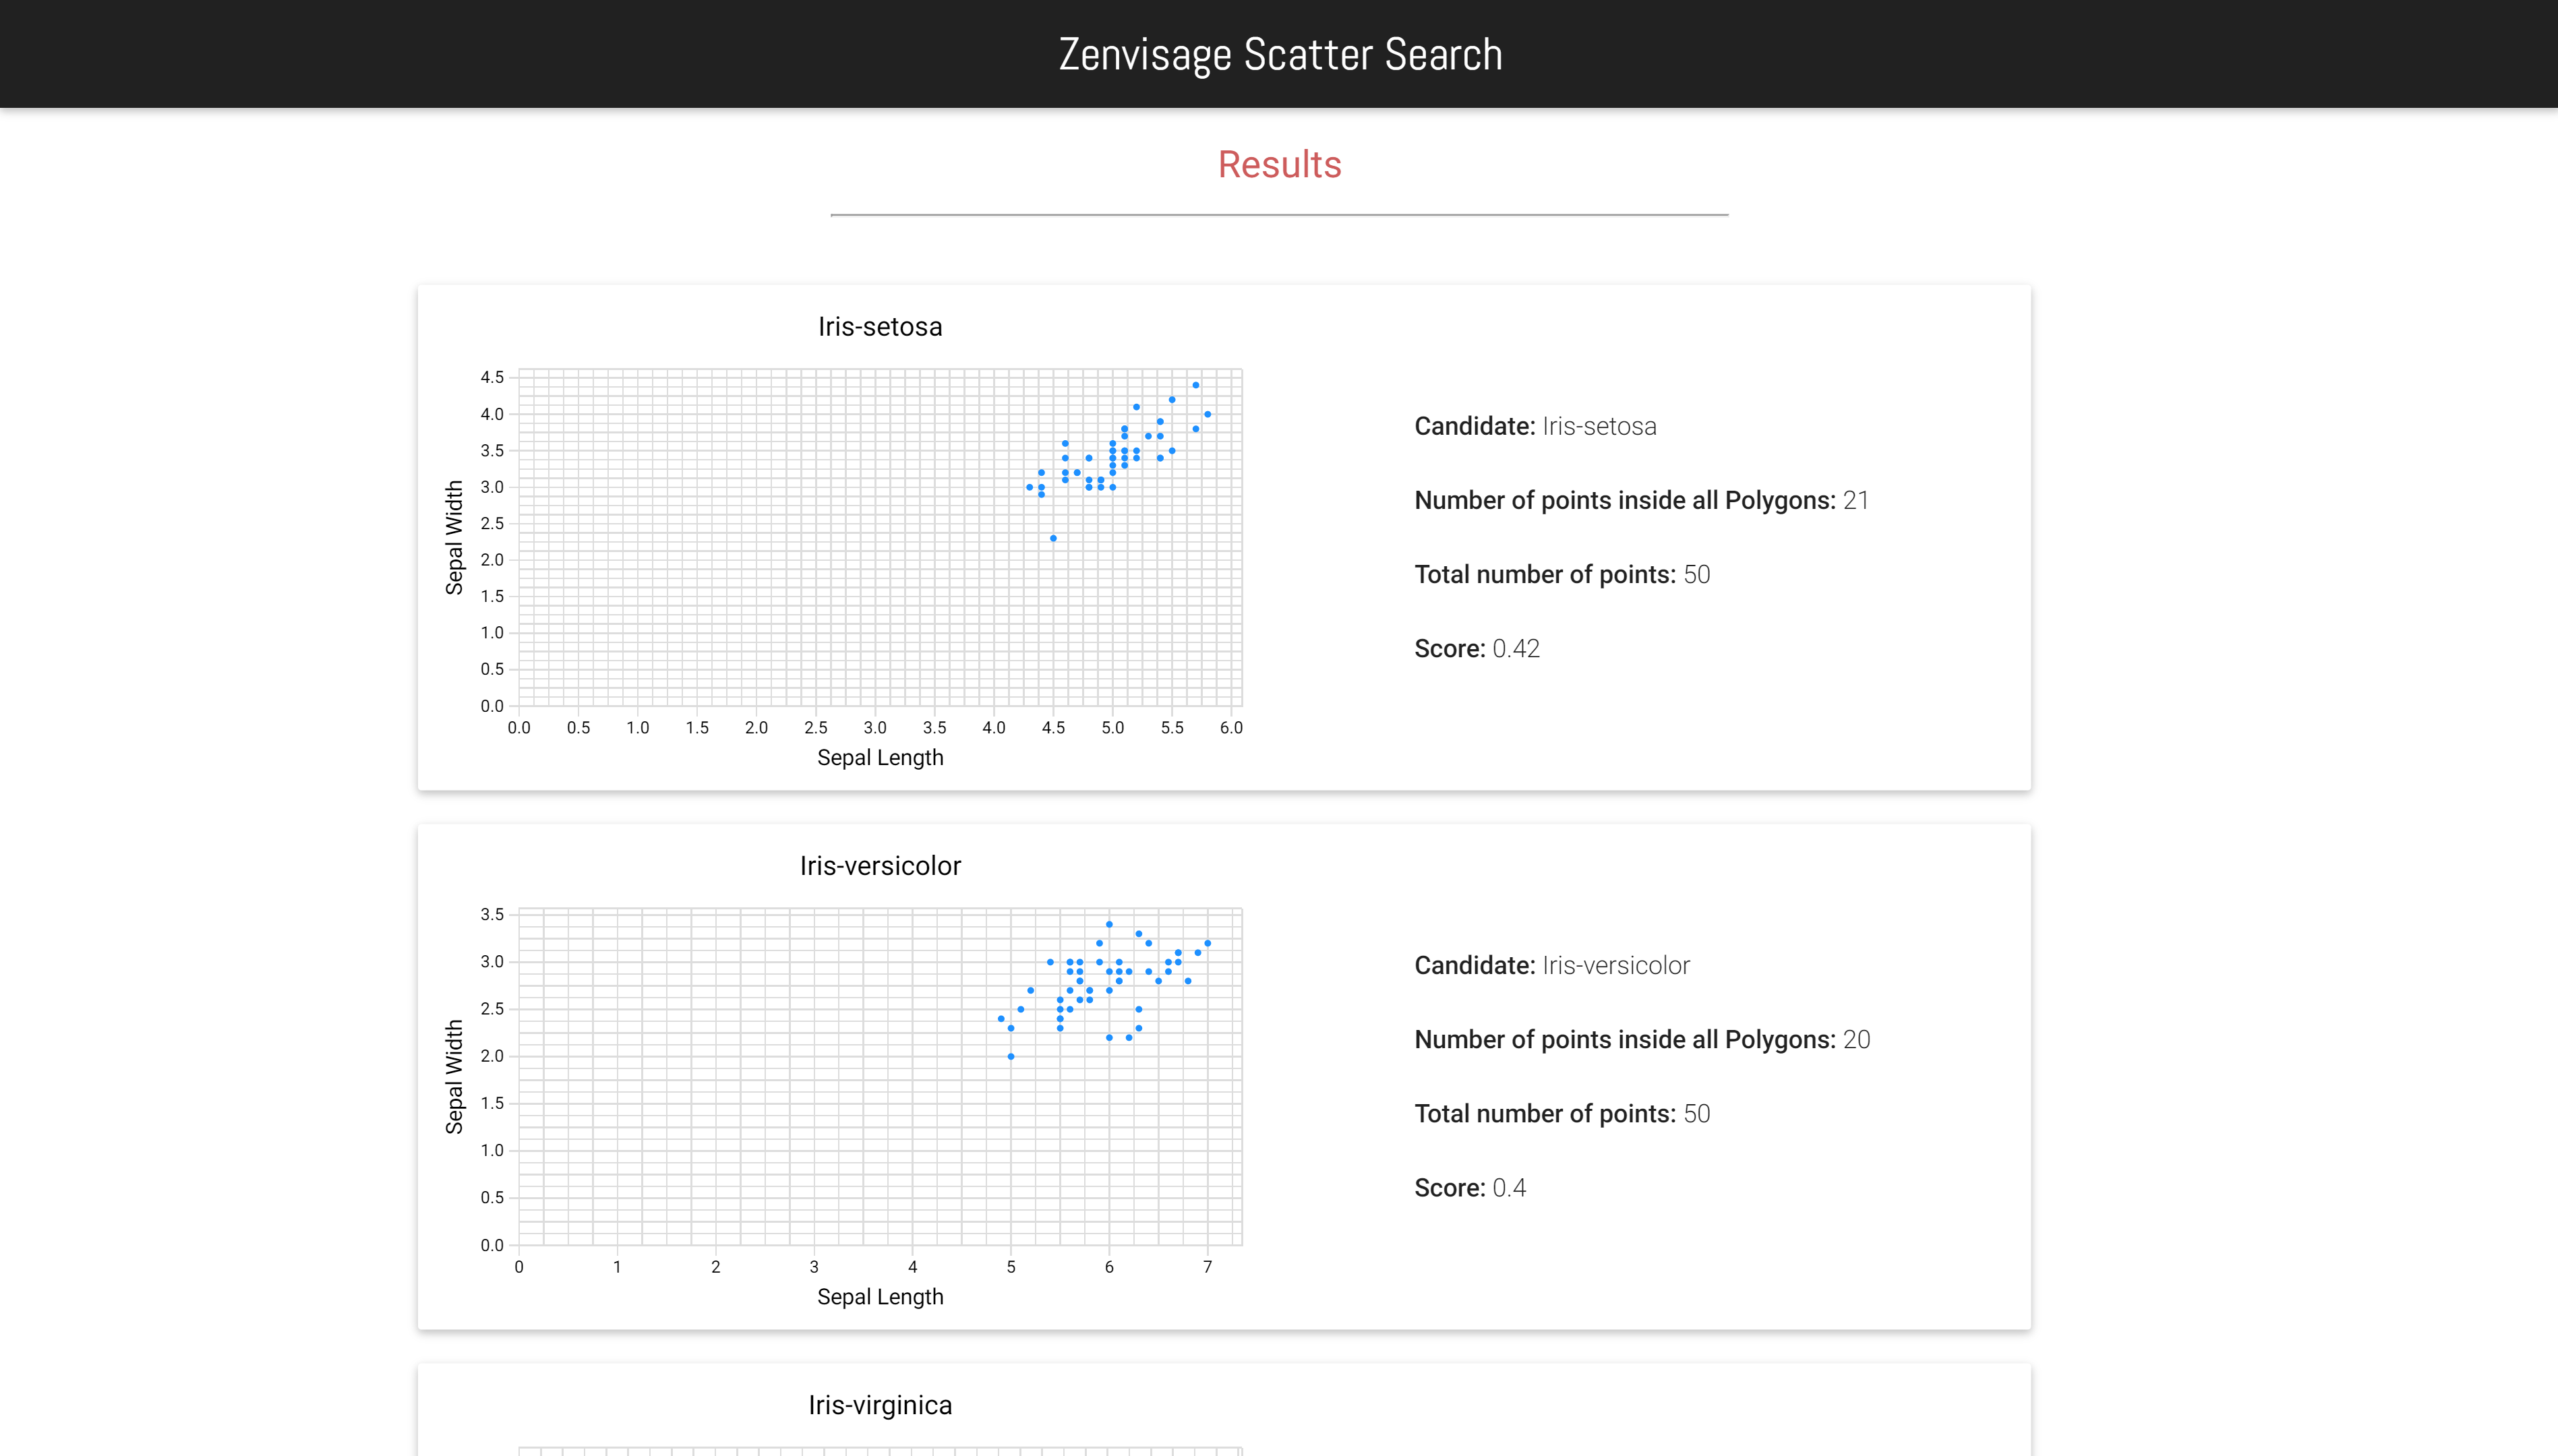 Zenvisage Scatter Search
Results
Iris-setosa
4.5
4.0
3.5
3.0
2.5
2.0
1.5
1.0
0.5
0.0
Sepal Width
0.0 0.5 1.0 1.5 2.0 2.5 3.0 3.5 4.0 4.5 5.0 5.5 6.0
Sepal Length
Candidate: Iris-setosa
Number of points inside all Polygons: 21
Total number of points: 50
Score: 0.42
Iris-versicolor
3.5
3.0
2.5
2.0
1.5
1.0
0.5
0.0
Sepal Width
0 1 2 3 4 5 6 7
Sepal Length
Candidate: Iris-versicolor
Number of points inside all Polygons: 20
Total number of points: 50
Score: 0.4
Iris-virginica